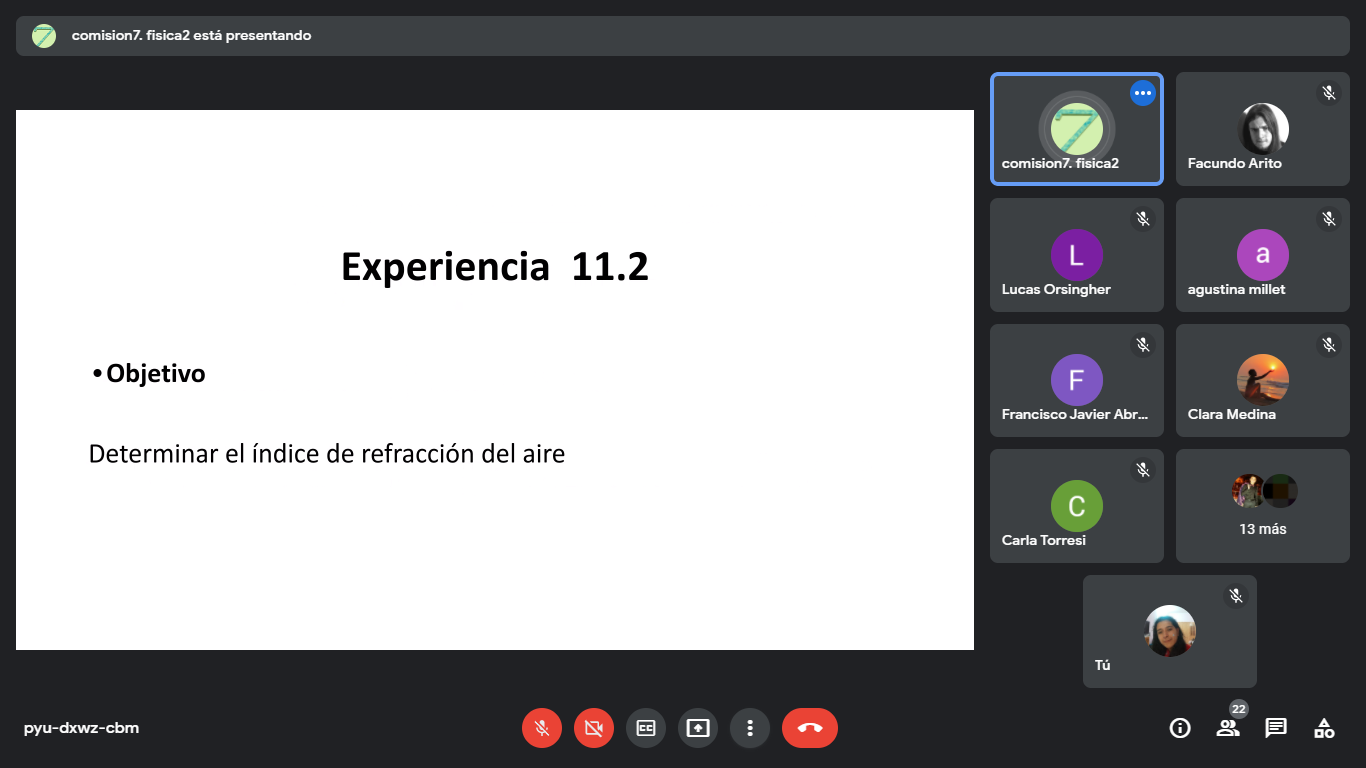 comision7. fisica2 está presentando
Experiencia 11.2
•Objetivo
Determinar el índice de refracción del aire
comision7. fisica2
Facundo Arito
L
Lucas Orsingher
a
agustina millet
F
Francisco Javier Abr...
Clara Medina
C
Carla Torresi
13 más
Tú
pyu-dxwz-cbm
CC
22